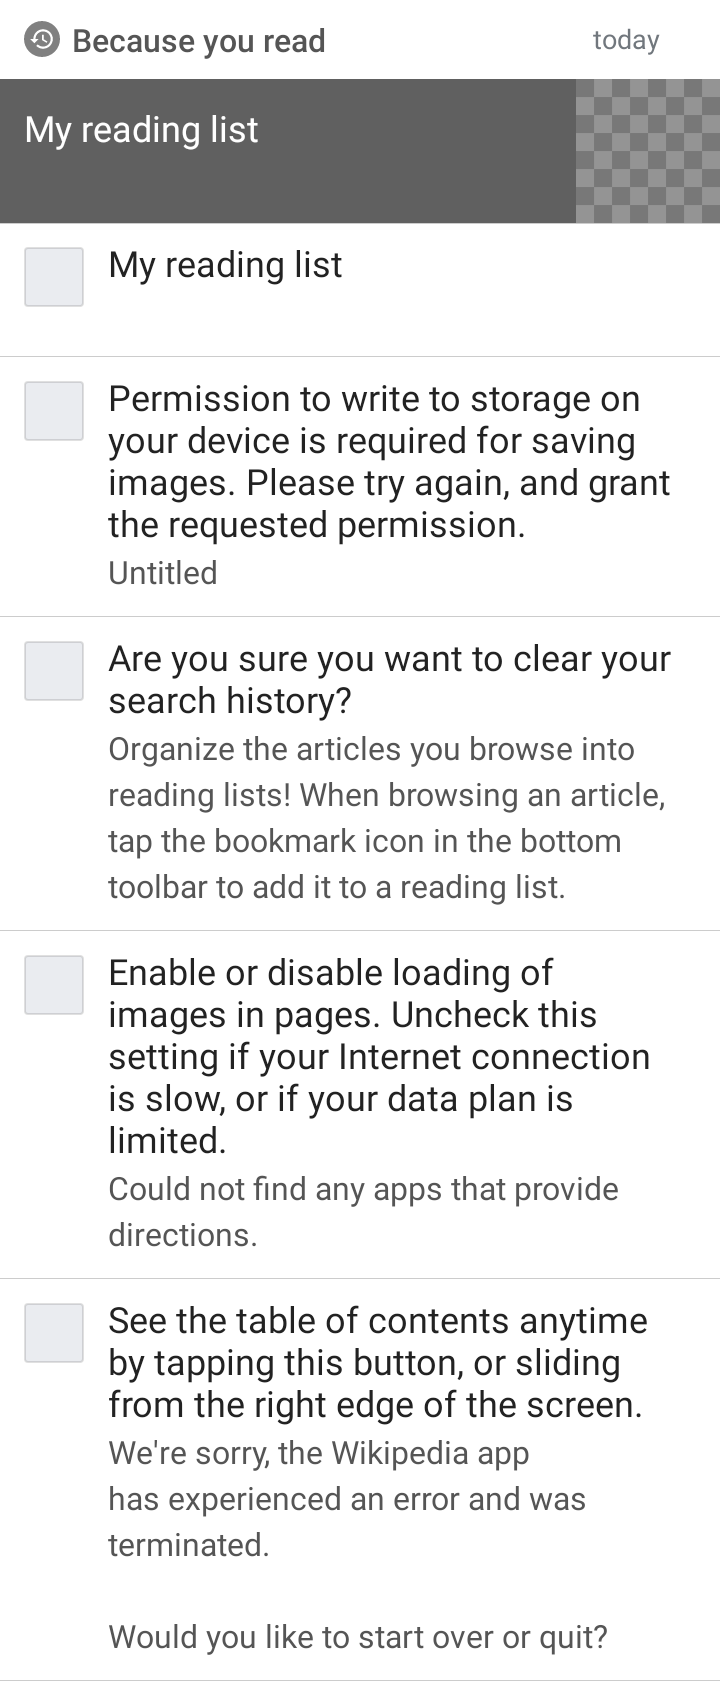 Because you read
today
My reading list
My reading list
Permission to write to storage on
your device is required for saving
images. Please try again, and grant
the requested permission.
Untitled
Are you sure you want to clear your
search history?
Organize the articles you browse into
reading lists! When browsing an article,
tap the bookmark icon in the bottom
toolbar to add it to a reading list.
Enable or disable loading of
images in pages. Uncheck this
setting if your Internet connection
is slow, or if your data plan is
limited.
Could not find any apps that provide
directions.
See the table of contents anytime
by tapping this button, or sliding
from the right edge of the screen.
We're sorry, the Wikipedia app
has experienced an error and was
terminated.
Would you like to start over or quit?